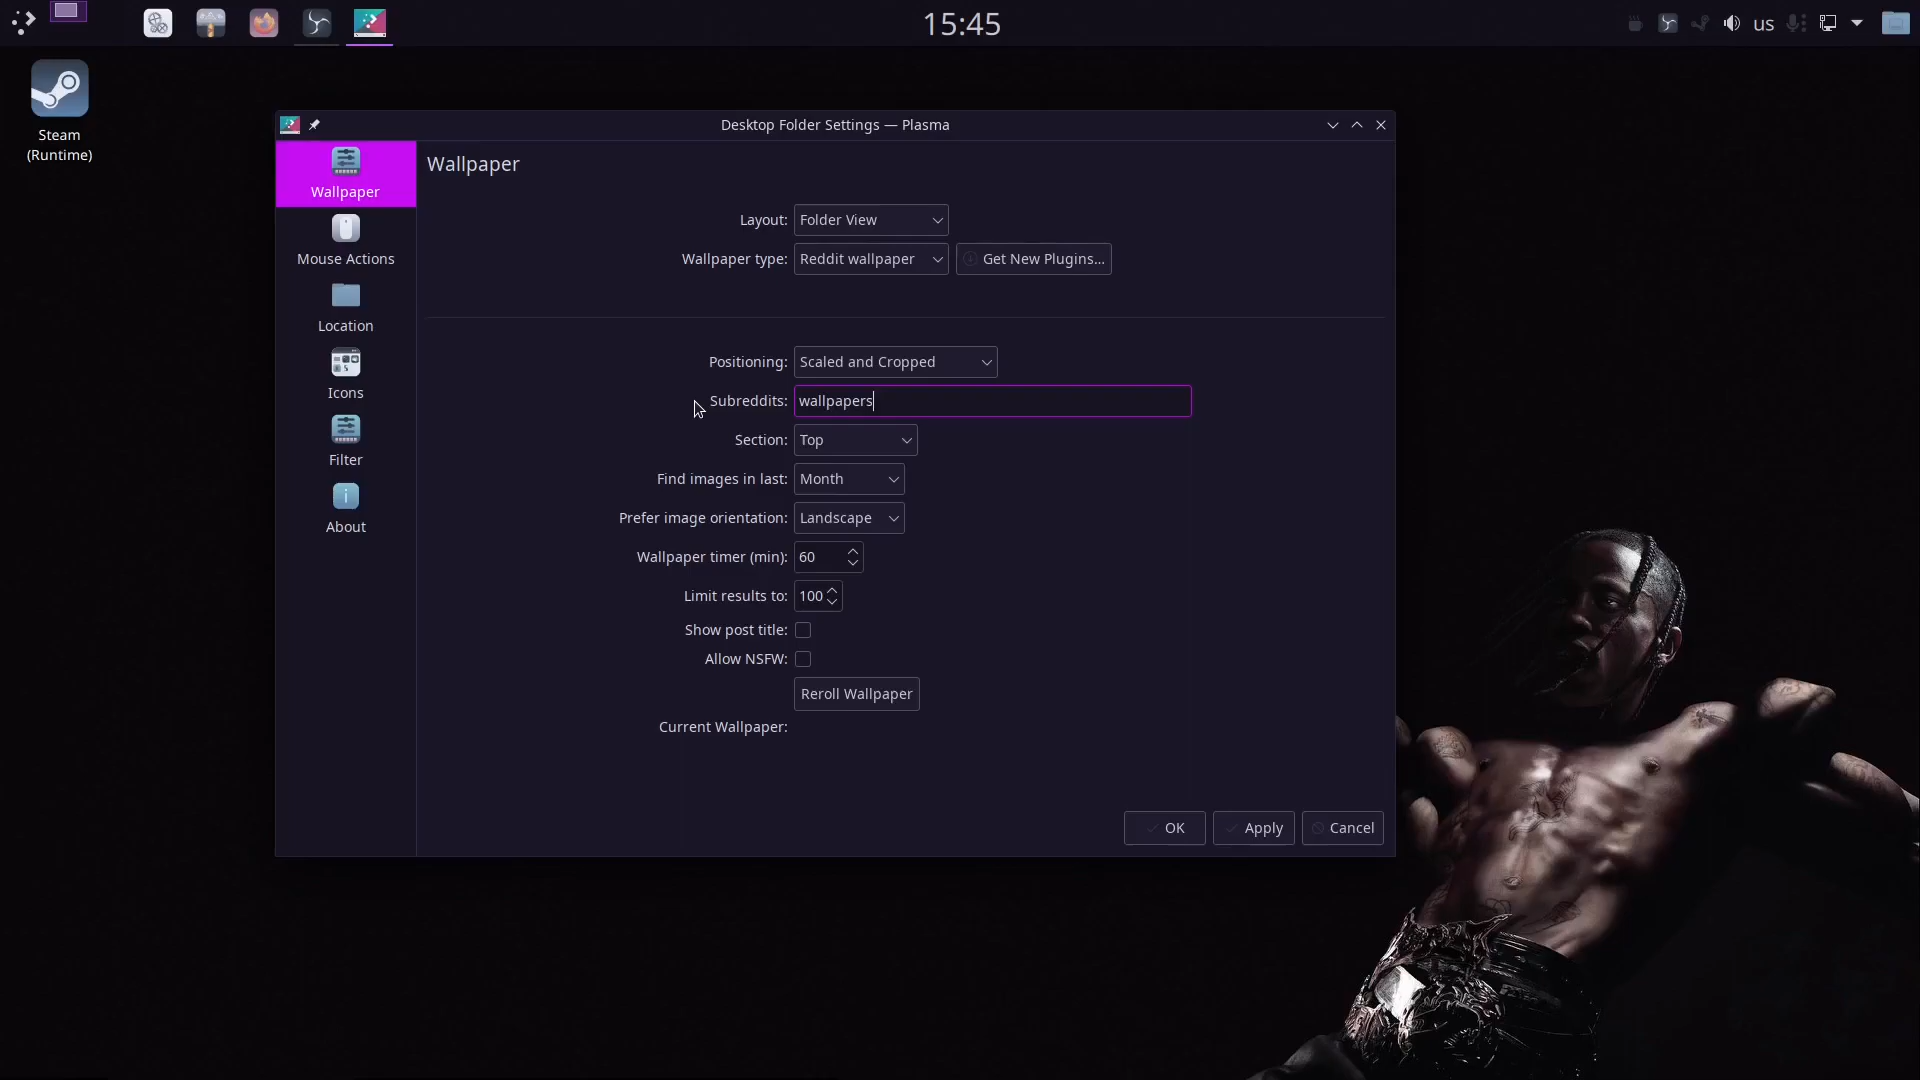 15:45
us
Steam
(Runtime)
Desktop Folder Settings — Plasma
Wallpaper
Mouse Actions
Location
Icons
Filter
About
Wallpaper
Layout: Folder View
Wallpaper type: Reddit wallpaper Get New Plugins...
Positioning: Scaled and Cropped
Subreddits: wallpapers
Section: Top
Find images in last: Month
Prefer image orientation: Landscape
Wallpaper timer (min): 60
Limit results to: 100
Show post title:
Allow NSFW:
Reroll Wallpaper
Current Wallpaper:
OK Apply Cancel